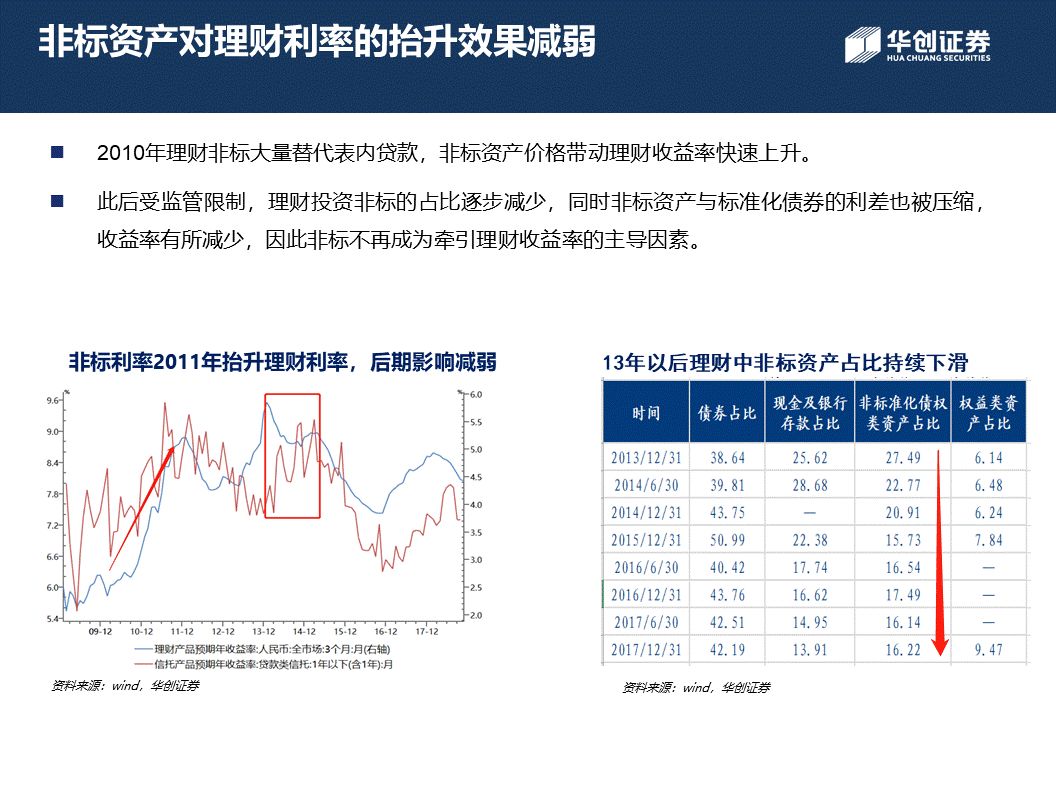 非标资产对理财利率的抬升效果减弱
华创证券
HUA CHUANG SECURITIES
2010年理财非标大量替代表内贷款，非标资产价格带动理财收益率快速上升。
此后受监管限制，理财投资非标的占比逐步减少，同时非标资产与标准化债券的利差也被压缩，
收益率有所减少，因此非标不再成为牵引理财收益率的主导因素。
非标利率2011年抬升理财利率，后期影响减弱
% %
9.6 6.0
5.5
9.0 5.0
8.4 4.5
7.8 4.0
7.2 3.5
6.6 3.0
6.0 2.5
5.4 2.0
09-12 10-12 11-12 12-12 13-12 14-12 15-12 16-12 17-12
理财产品预期年收益率:人民币:全市场:3个月:月(右轴)
信托产品预期年收益率:贷款类信托:1年以下(含1年):月
资料来源：wind，华创证券
13年以后理财中非标资产占比持续下滑
时间 债券占比 现金及银行存款占比 非标准化债权类资产占比 权益类资产占比
2013/12/31 38.64 25.62 27.49 6.14
2014/6/30 39.81 28.68 22.77 6.48
2014/12/31 43.75 — 20.91 6.24
2015/12/31 50.99 22.38 15.73 7.84
2016/6/30 40.42 17.74 16.54 —
2016/12/31 43.76 16.62 17.49 —
2017/6/30 42.51 14.95 16.14 —
2017/12/31 42.19 13.91 16.22 9.47
资料来源：wind，华创证券